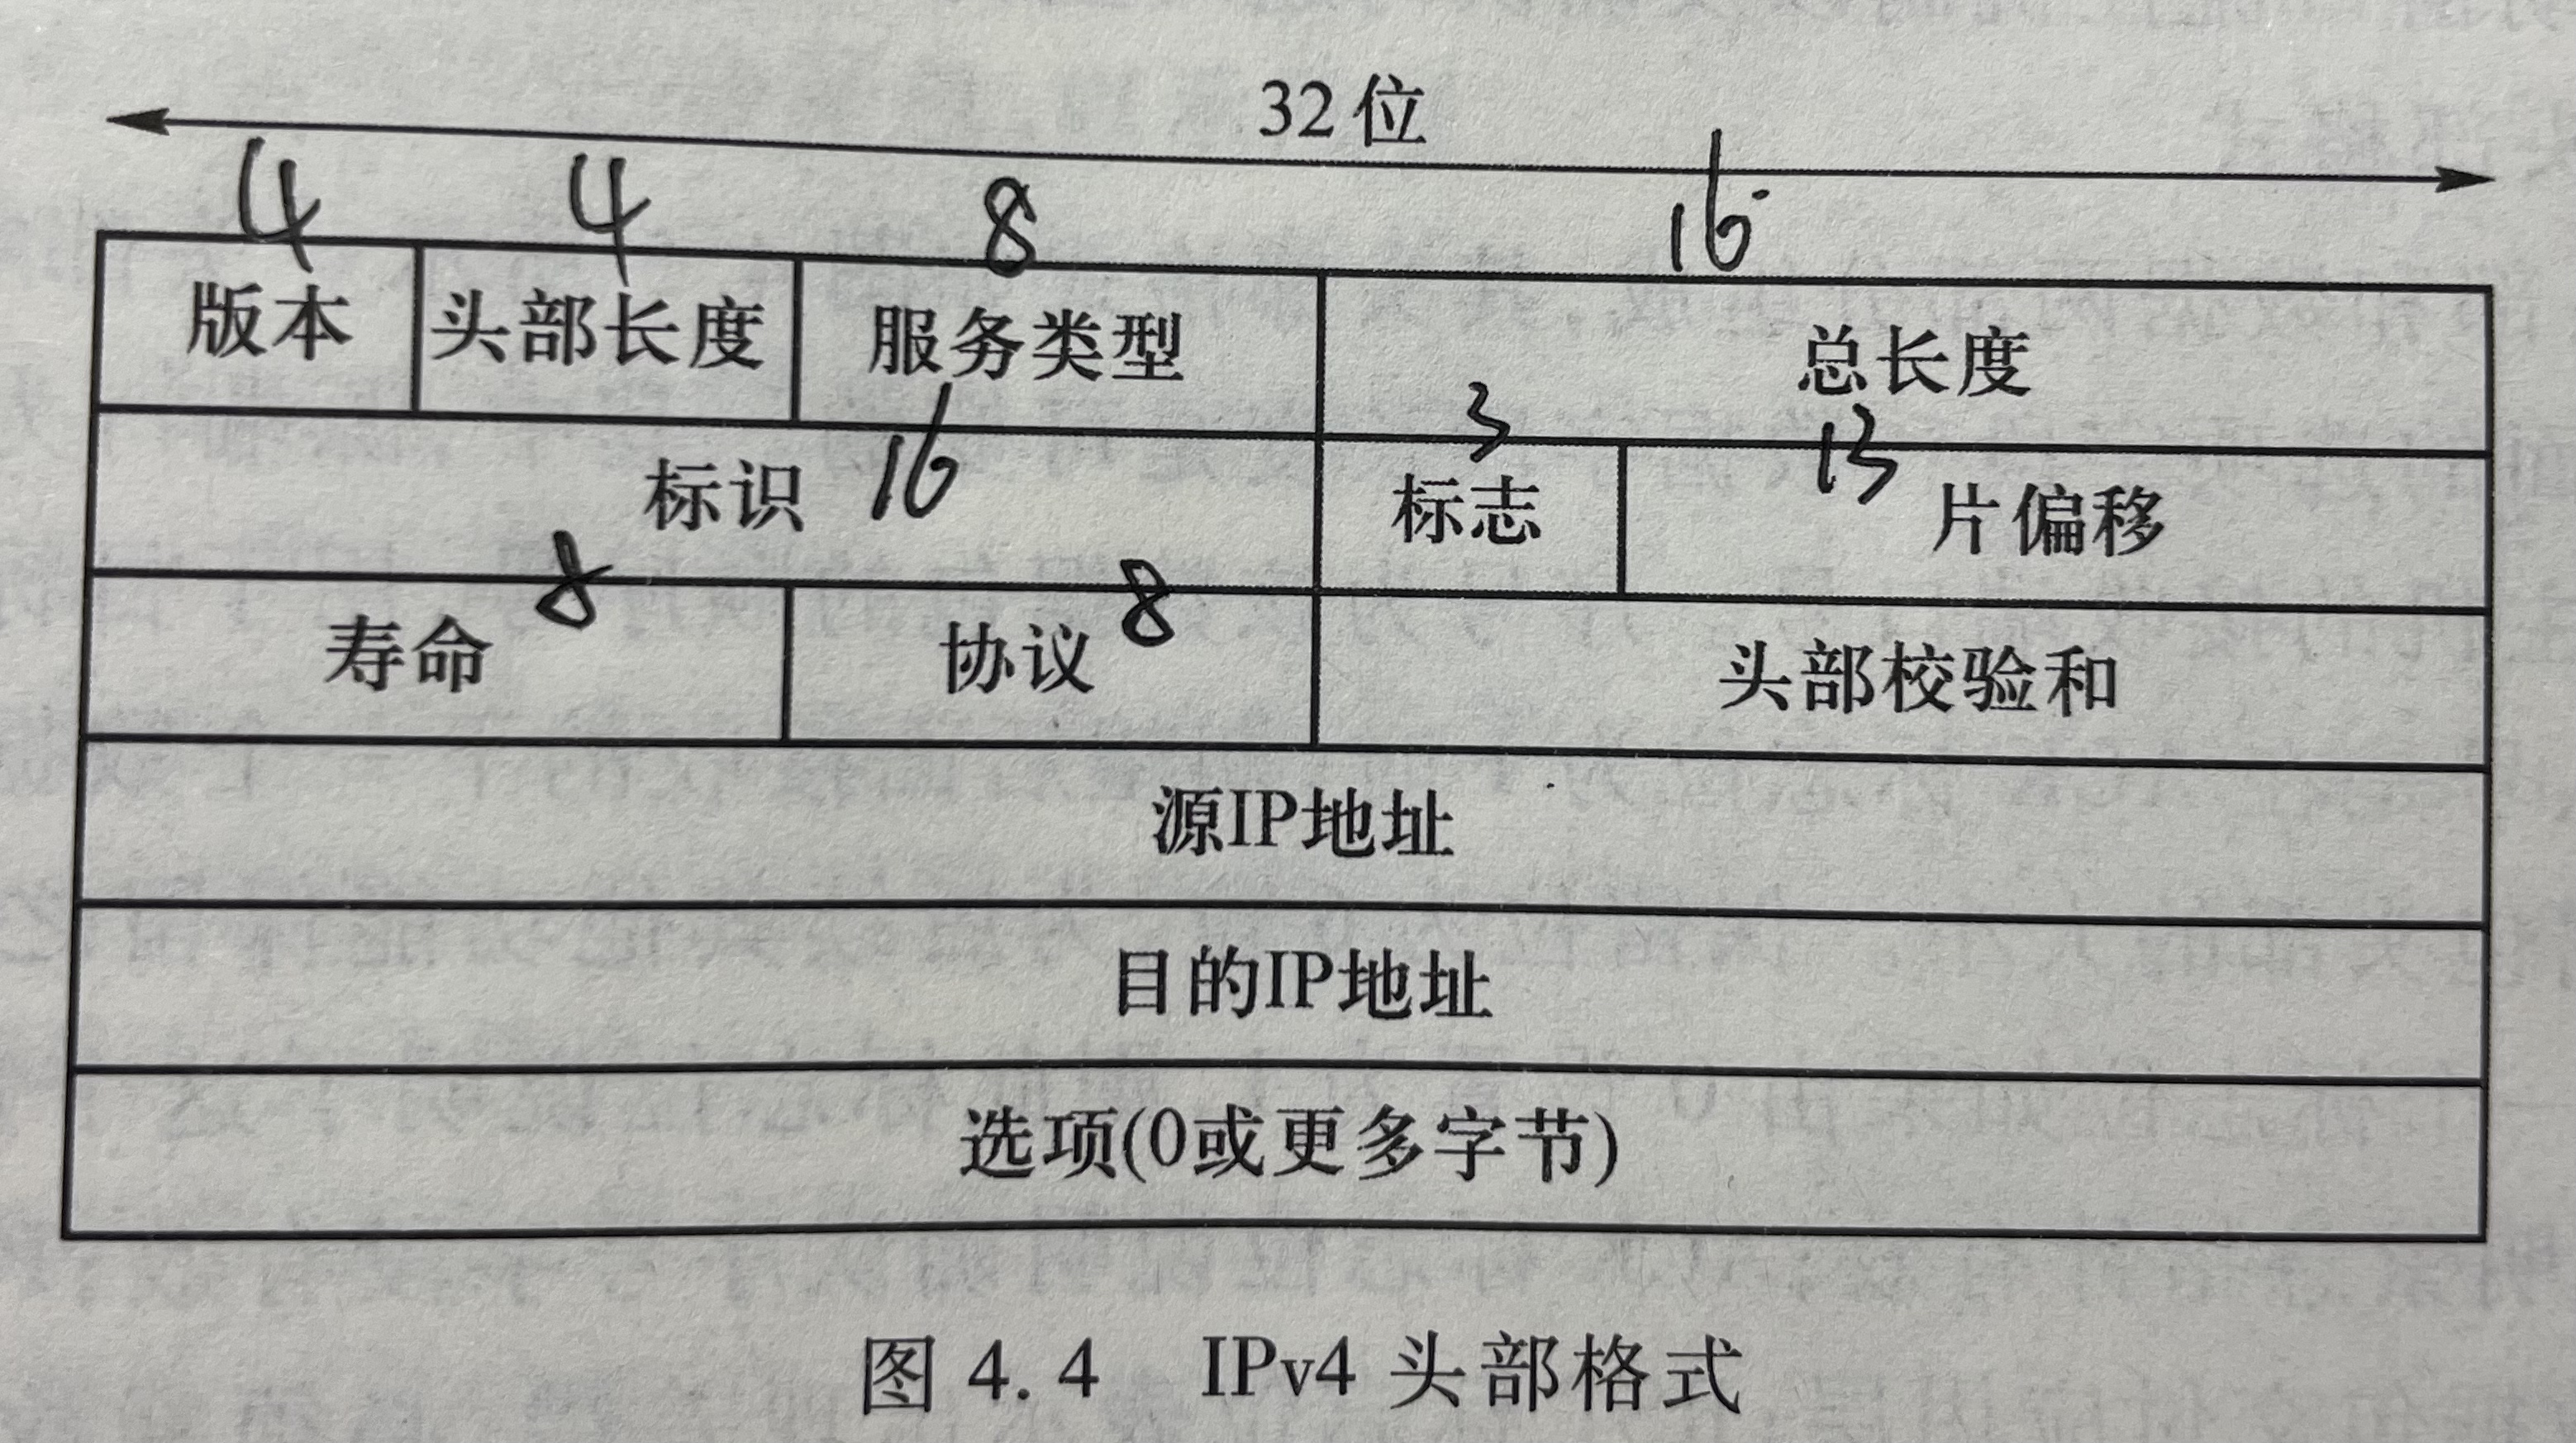 32位
4 4 8 16
版本 头部长度 服务类型 总长度
标识 16 3 标志 13 片偏移
寿命 8 协议 8 头部校验和
源IP地址
目的IP地址
选项(0或更多字节)
图 4.4 IPv4 头部格式